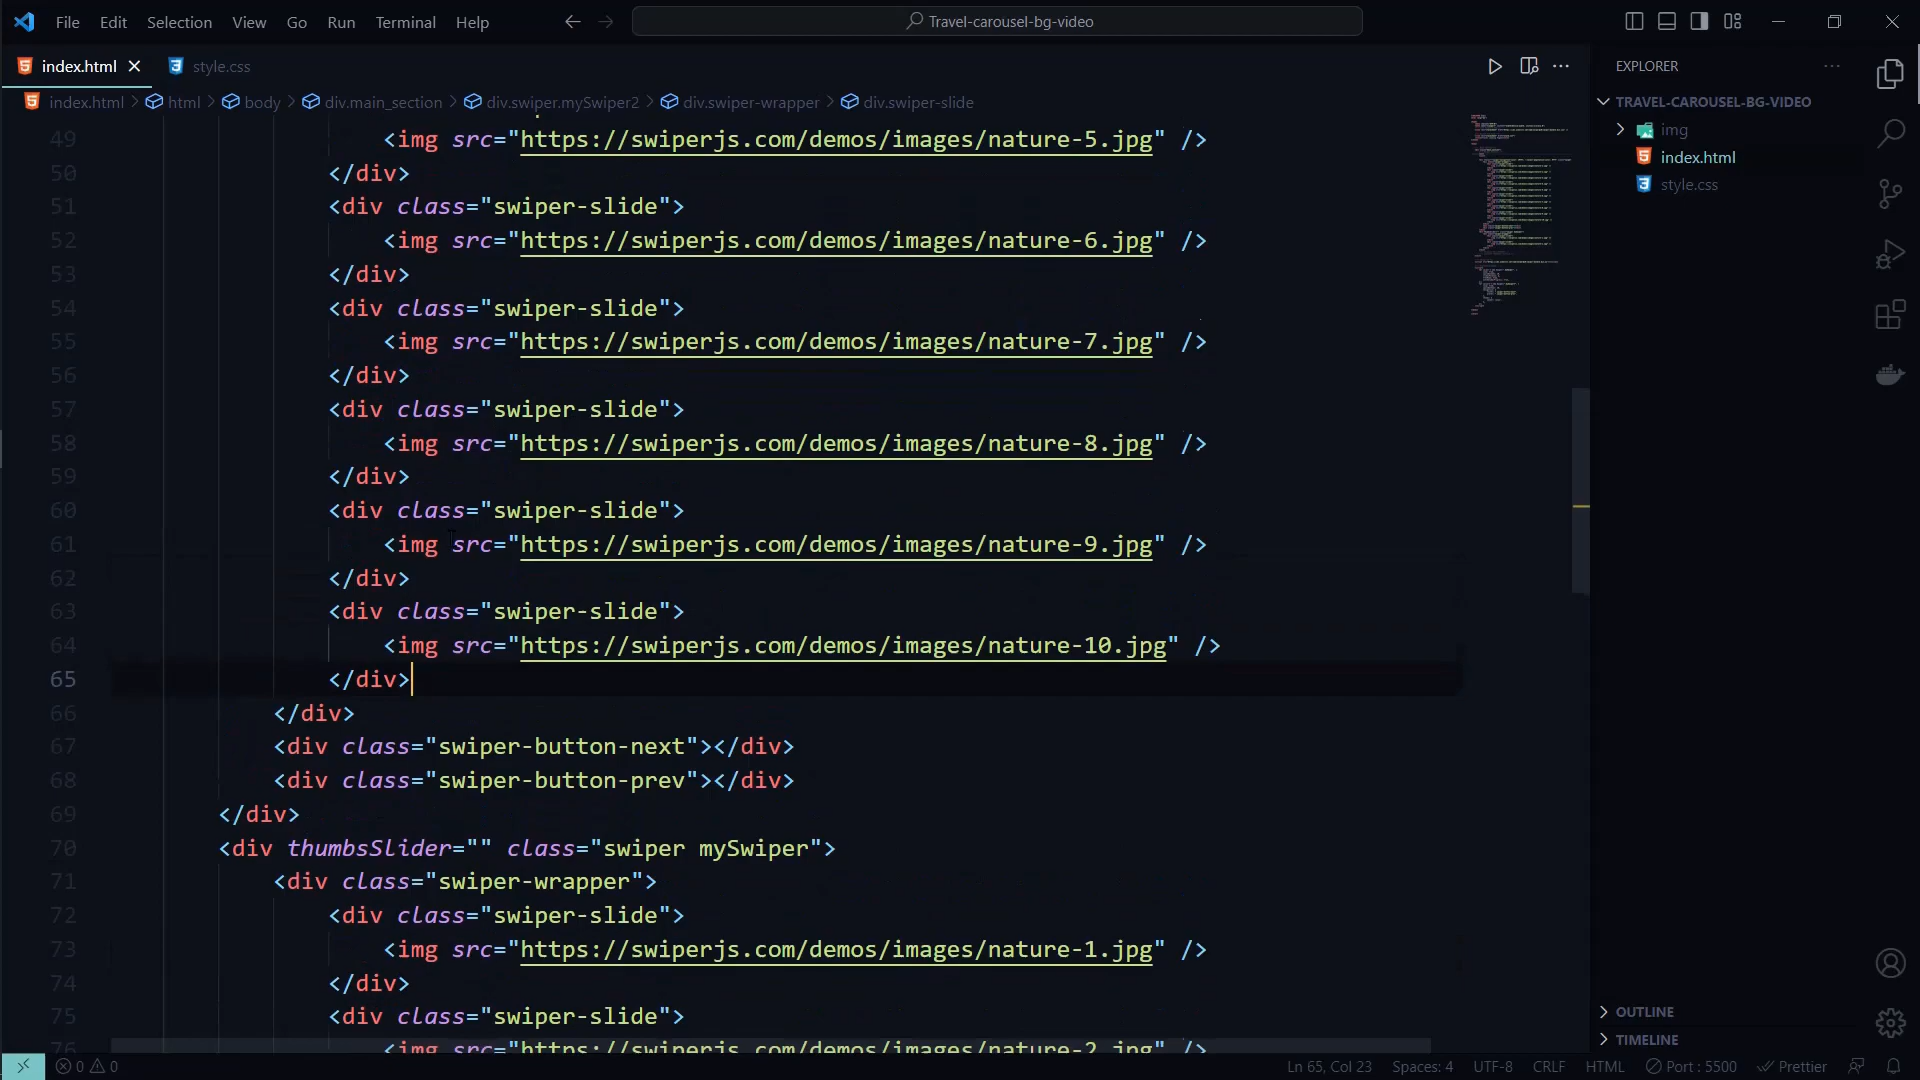 File Edit Selection View Go Run Terminal Help
Travel-carousel-bg-video
index.html
style.css
index.html > html > body > div.main_section > div.swiper.mySwiper2 > div.swiper-wrapper > div.swiper-slide
49 <img src="https://swiperjs.com/demos/images/nature-5.jpg" />
50 </div>
51 <div class="swiper-slide">
52 <img src="https://swiperjs.com/demos/images/nature-6.jpg" />
53 </div>
54 <div class="swiper-slide">
55 <img src="https://swiperjs.com/demos/images/nature-7.jpg" />
56 </div>
57 <div class="swiper-slide">
58 <img src="https://swiperjs.com/demos/images/nature-8.jpg" />
59 </div>
60 <div class="swiper-slide">
61 <img src="https://swiperjs.com/demos/images/nature-9.jpg" />
62 </div>
63 <div class="swiper-slide">
64 <img src="https://swiperjs.com/demos/images/nature-10.jpg" />
65 </div>
66 </div>
67 <div class="swiper-button-next"></div>
68 <div class="swiper-button-prev"></div>
69 </div>
70 <div thumbsSlider="" class="swiper mySwiper">
71 <div class="swiper-wrapper">
72 <div class="swiper-slide">
73 <img src="https://swiperjs.com/demos/images/nature-1.jpg" />
74 </div>
75 <div class="swiper-slide">
76 <img src="https://swiperjs.com/demos/images/nature-2.jpg" />
EXPLORER
TRAVEL-CAROUSEL-BG-VIDEO
img
index.html
style.css
OUTLINE
TIMELINE
0 0
Ln 65, Col 23 Spaces: 4 UTF-8 CRLF HTML Port : 5500 Prettier